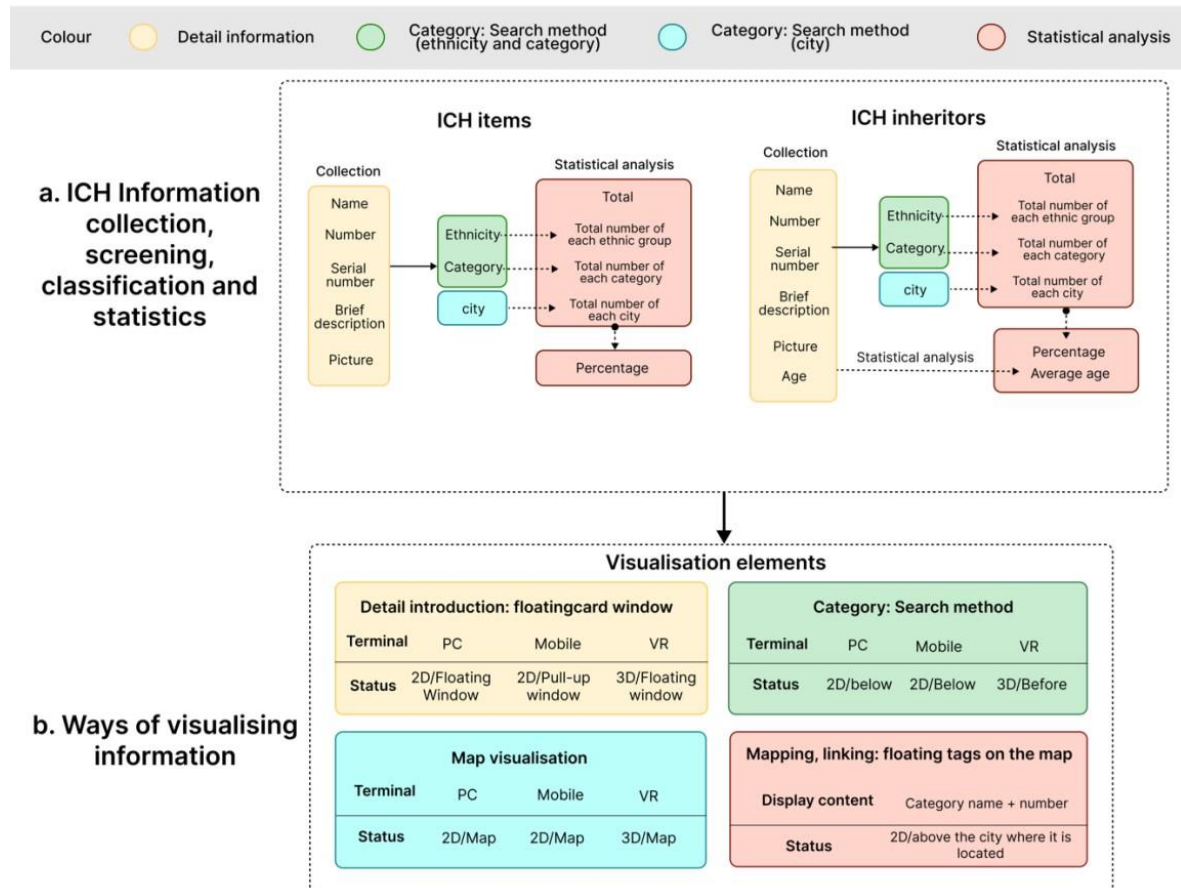 Colour
Detail information
Category: Search method
(ethnicity and category)
Category: Search method
(city)
Statistical analysis
a. ICH Information
collection,
screening,
classification and
statistics
ICH items
Collection
Name
Number
Serial
number
Brief
description
Picture
Ethnicity
Category
city
Statistical analysis
Total
Total number of
each ethnic group
Total number of
each category
Total number of
each city
Percentage
ICH inheritors
Collection
Name
Number
Serial
number
Brief
description
Picture
Age
Ethnicity
Category
city
Statistical analysis
Statistical analysis
Total
Total number of
each ethnic group
Total number of
each category
Total number of
each city
Percentage
Average age
b. Ways of visualising
information
Visualisation elements
Detail introduction: floatingcard window
Terminal PC Mobile VR
Status 2D/Floating Window 2D/Pull-up window 3D/Floating window
Category: Search method
Terminal PC Mobile VR
Status 2D/below 2D/Below 3D/Before
Map visualisation
Terminal PC Mobile VR
Status 2D/Map 2D/Map 3D/Map
Mapping, linking: floating tags on the map
Display content Category name + number
Status 2D/above the city where it is
located